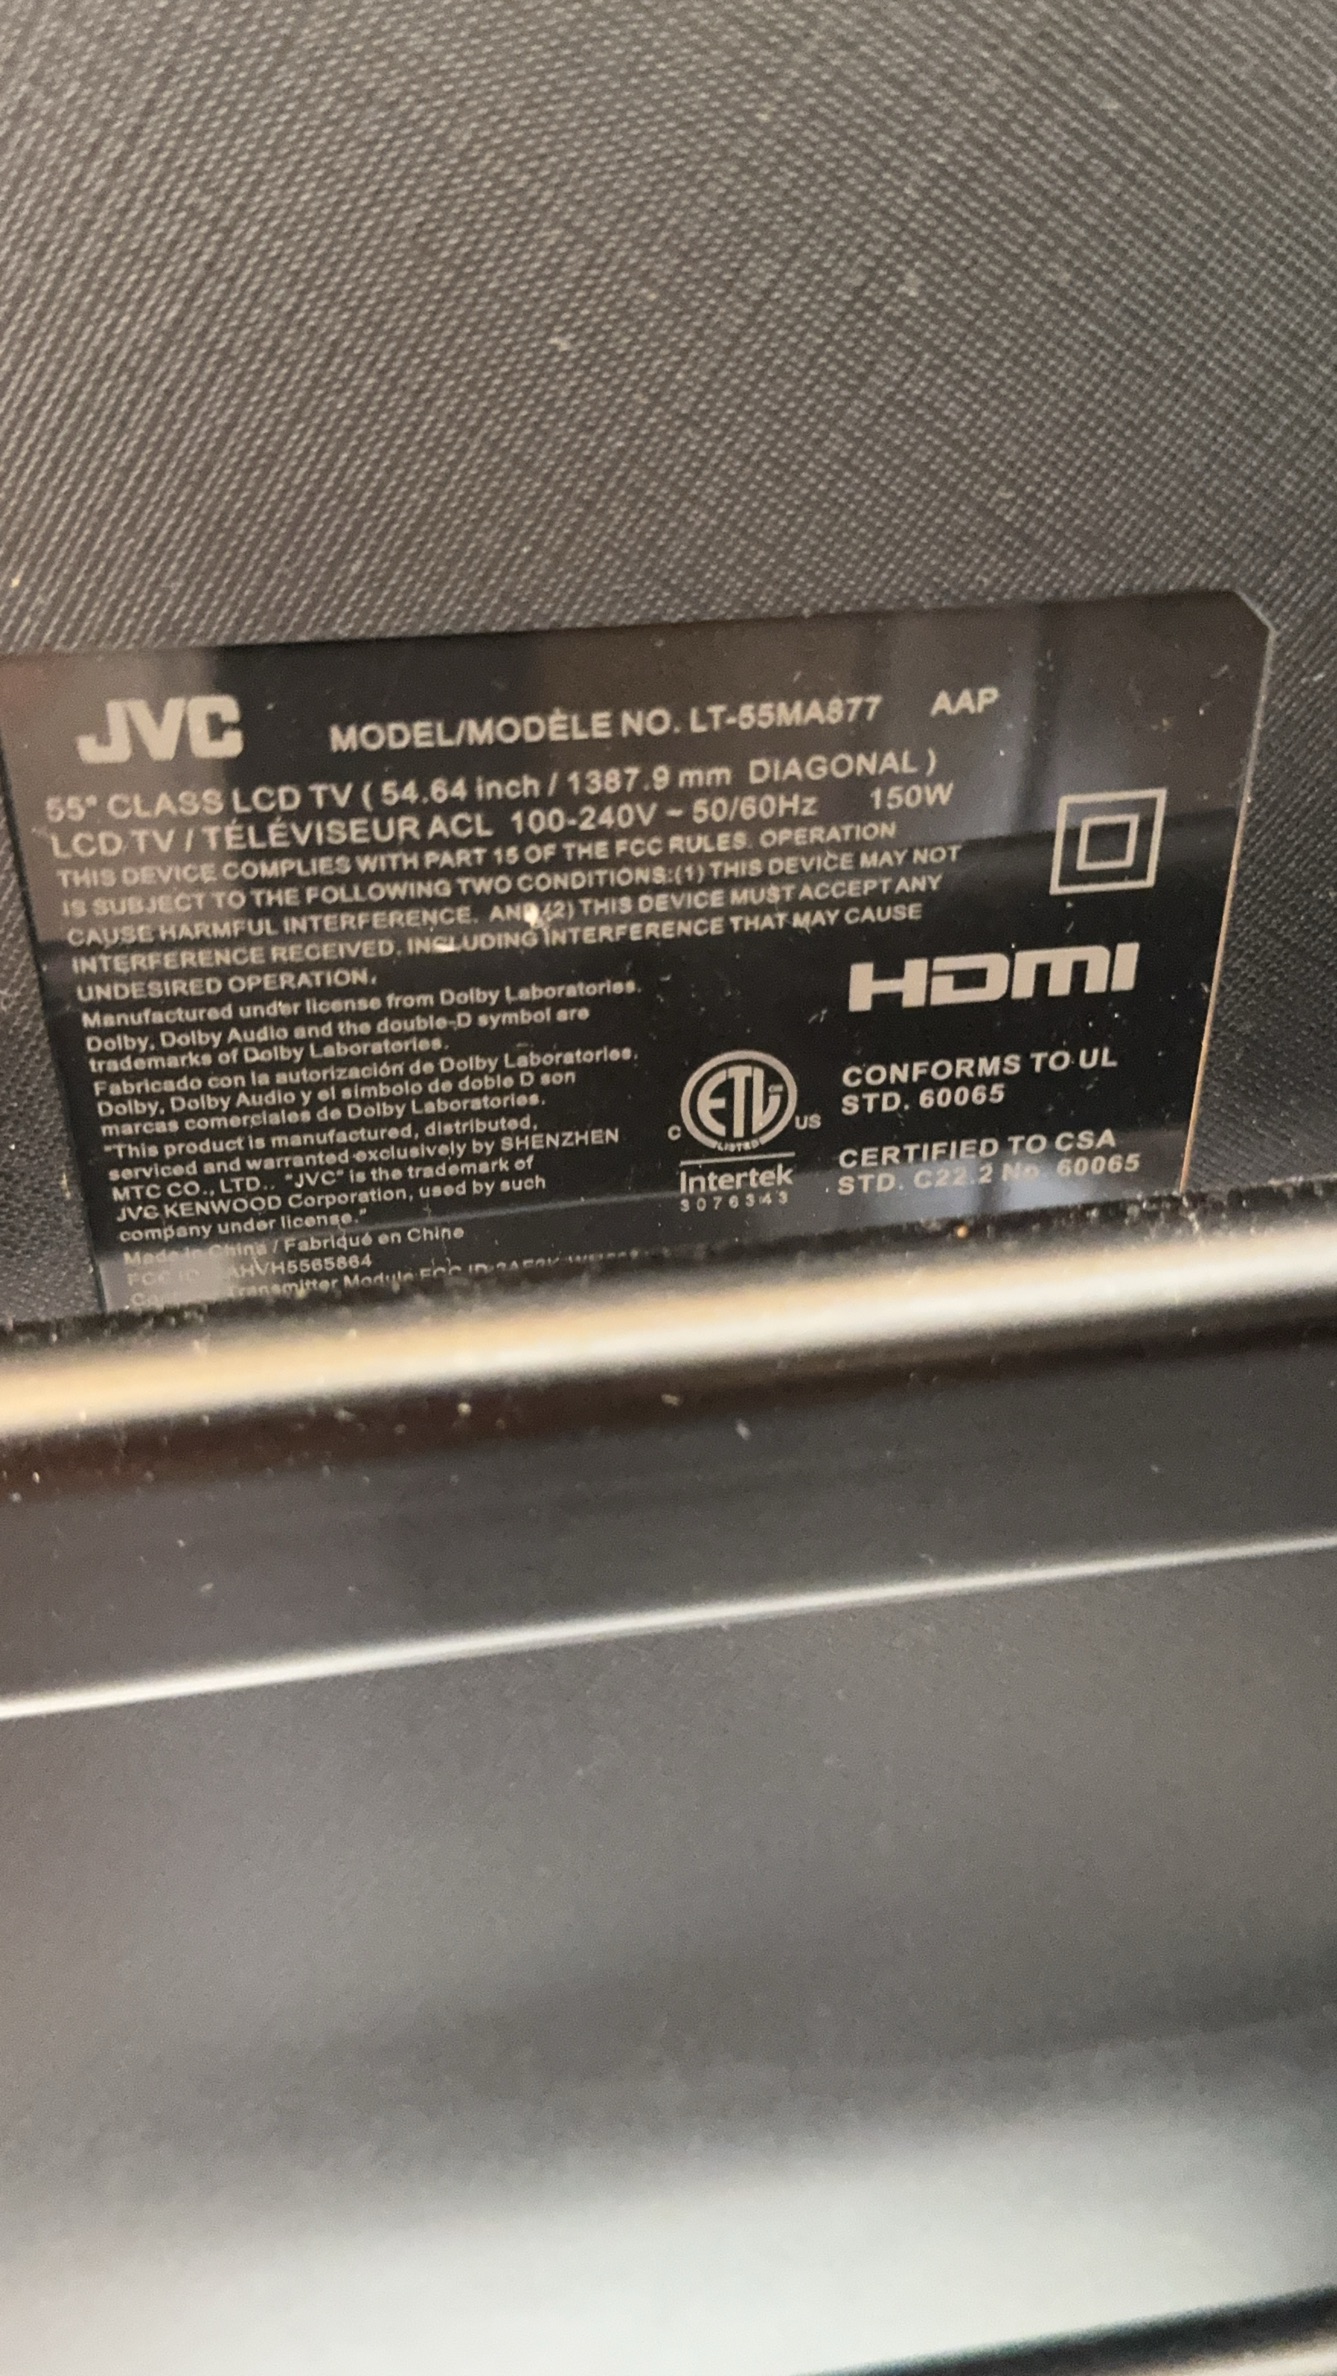 JVC MODEL/MODÈLE NO. LT-55MA877 AAP
55" CLASS LCD TV ( 54.64 inch / 1387.9 mm DIAGONAL )
LCD TV / TÉLÉVISEUR ACL 100-240V ~ 50/60Hz 150W
THIS DEVICE COMPLIES WITH PART 15 OF THE FCC RULES. OPERATION
IS SUBJECT TO THE FOLLOWING TWO CONDITIONS:(1) THIS DEVICE MAY NOT
CAUSE HARMFUL INTERFERENCE. AND (2) THIS DEVICE MUST ACCEPT ANY
INTERFERENCE RECEIVED, INCLUDING INTERFERENCE THAT MAY CAUSE
UNDESIRED OPERATION.
Manufactured under license from Dolby Laboratories.
Dolby, Dolby Audio and the double-D symbol are
trademarks of Dolby Laboratories.
Fabricado con la autorización de Dolby Laboratories.
Dolby, Dolby Audio y el símbolo de doble D son
marcas comerciales de Dolby Laboratories.
"This product is manufactured, distributed,
serviced and warranted exclusively by SHENZHEN
MTC CO., LTD.. "JVC" is the trademark of
JVC KENWOOD Corporation, used by such
company under license."
Made in China / Fabriqué en Chine
FCC ID AHVH5565864
Transmitter Module FCC ID
HDMI
C ETL US
LISTED
Intertek
3076343
CONFORMS TO UL
STD. 60065
CERTIFIED TO CSA
STD. C22.2 No. 60065